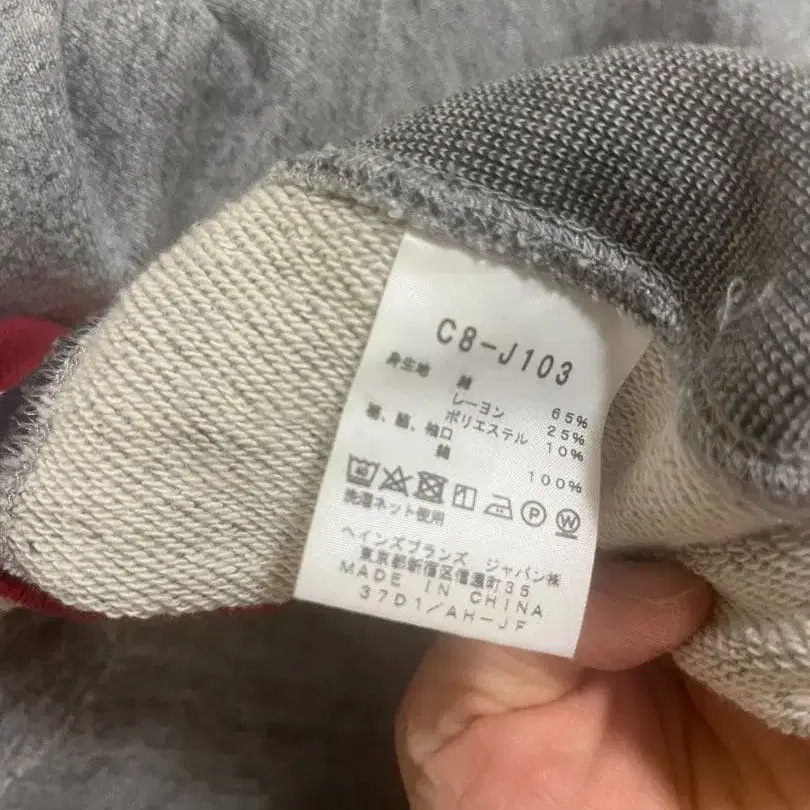 C8-J103
身生地 綿 65%
レーヨン 25%
ポリエステル 10%
裾、脇、袖口
綿 100%
P W
洗濯ネット使用
ヘインズブランズ ジャパン㈱
東京都新宿区信濃町35
MADE IN CHINA
37D1/AH-JF